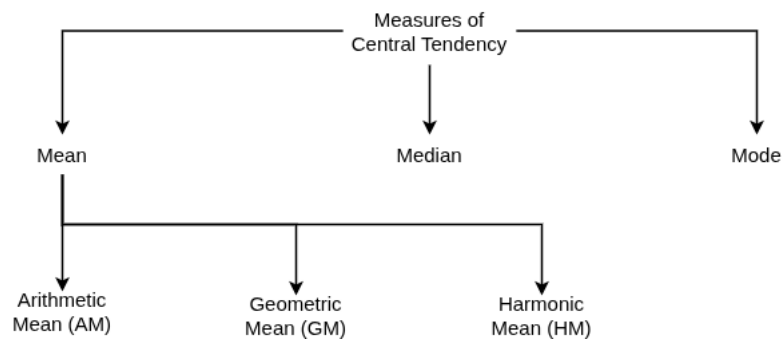 Measures of
Central Tendency
Mean
Median
Mode
Arithmetic
Mean (AM)
Geometric
Mean (GM)
Harmonic
Mean (HM)